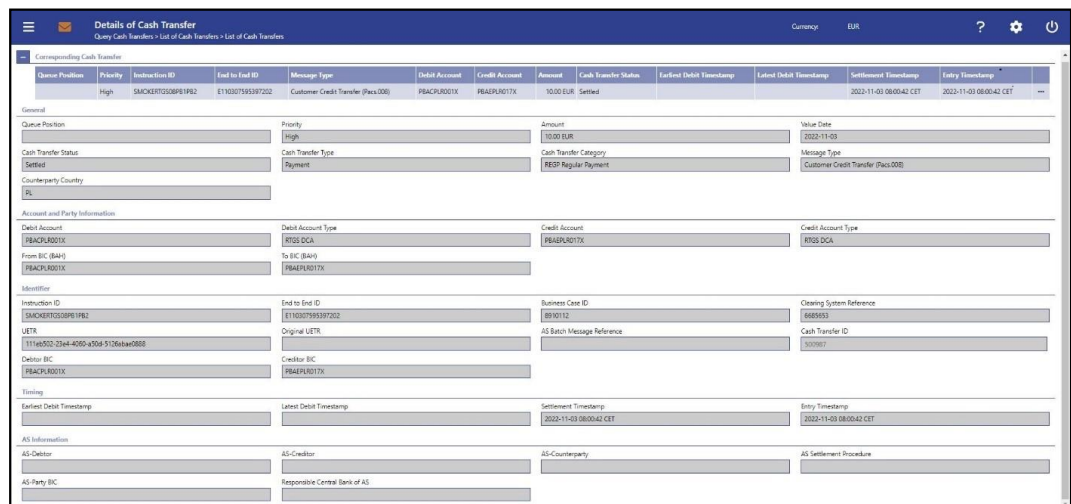 Details of Cash Transfer
Query Cash Transfers > List of Cash Transfers > List of Cash Transfers
Currency: EUR
?
Corresponding Cash Transfer
Queue Position Priority Instruction ID End to End ID Message Type Debit Account Credit Account Amount Cash Transfer Status Earliest Debit Timestamp Latest Debit Timestamp Settlement Timestamp Entry Timestamp
High SMOKERTGS08PB1PB2 E110307595397202 Customer Credit Transfer (Pacs.008) PBACPLR001X PBAEPLR017X 10.00 EUR Settled 2022-11-03 08:00:42 CET 2022-11-03 08:00:42 CET ...
General
Queue Position Priority Amount Value Date
High 10.00 EUR 2022-11-03
Cash Transfer Status Cash Transfer Type Cash Transfer Category Message Type
Settled Payment REGP Regular Payment Customer Credit Transfer (Pacs.008)
Counterparty Country
PL
Account and Party Information
Debit Account Debit Account Type Credit Account Credit Account Type
PBACPLR001X RTGS DCA PBAEPLR017X RTGS DCA
From BIC (BAH) To BIC (BAH)
PBACPLR001X PBAEPLR017X
Identifier
Instruction ID End to End ID Business Case ID Clearing System Reference
SMOKERTGS08PB1PB2 E110307595397202 8910112 6685653
UETR Original UETR AS Batch Message Reference Cash Transfer ID
111eb502-23e4-4060-a50d-5126abae0888 500987
Debtor BIC Creditor BIC
PBACPLR001X PBAEPLR017X
Timing
Earliest Debit Timestamp Latest Debit Timestamp Settlement Timestamp Entry Timestamp
2022-11-03 08:00:42 CET 2022-11-03 08:00:42 CET
AS Information
AS-Debtor AS-Creditor AS-Counterparty AS Settlement Procedure
AS-Party BIC Responsible Central Bank of AS